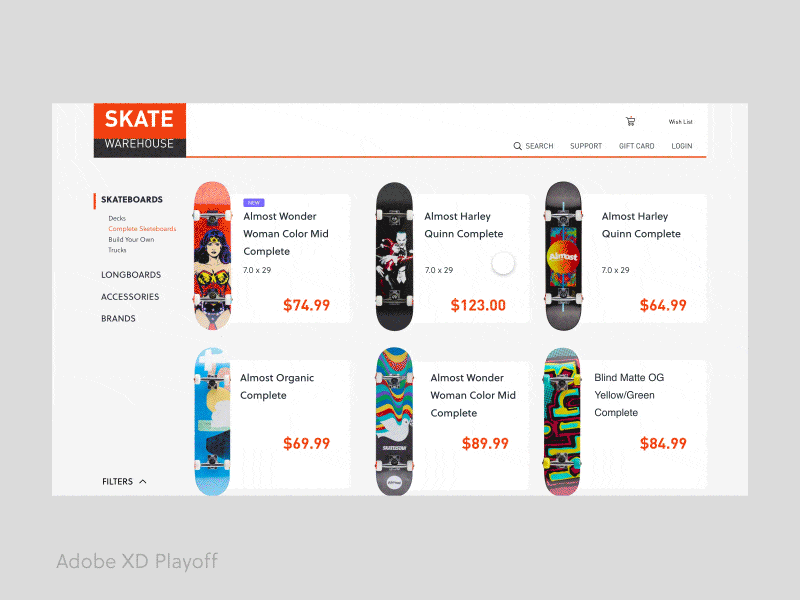 SKATE
WAREHOUSE
Wish List
SEARCH
SUPPORT
GIFT CARD
LOGIN
SKATEBOARDS
Decks
Complete Skateboards
Build Your Own
Trucks
LONGBOARDS
ACCESSORIES
BRANDS
FILTERS
NEW
Almost Wonder
Woman Color Mid
Complete
7.0 x 29
$74.99
Almost Harley
Quinn Complete
7.0 x 29
$123.00
Almost
Almost Harley
Quinn Complete
7.0 x 29
$64.99
Almost Organic
Complete
$69.99
Almost Wonder
Woman Color Mid
Complete
$89.99
Blind Matte OG
Yellow/Green
Complete
$84.99
Adobe XD Playoff